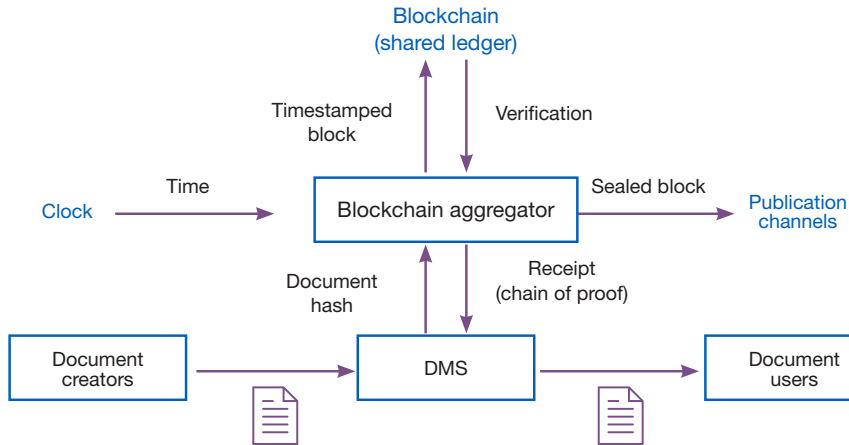 Blockchain
(shared ledger)
Timestamped
block
Verification
Clock
Time
Blockchain aggregator
Sealed block
Publication
channels
Document
hash
Receipt
(chain of proof)
Document
creators
DMS
Document
users